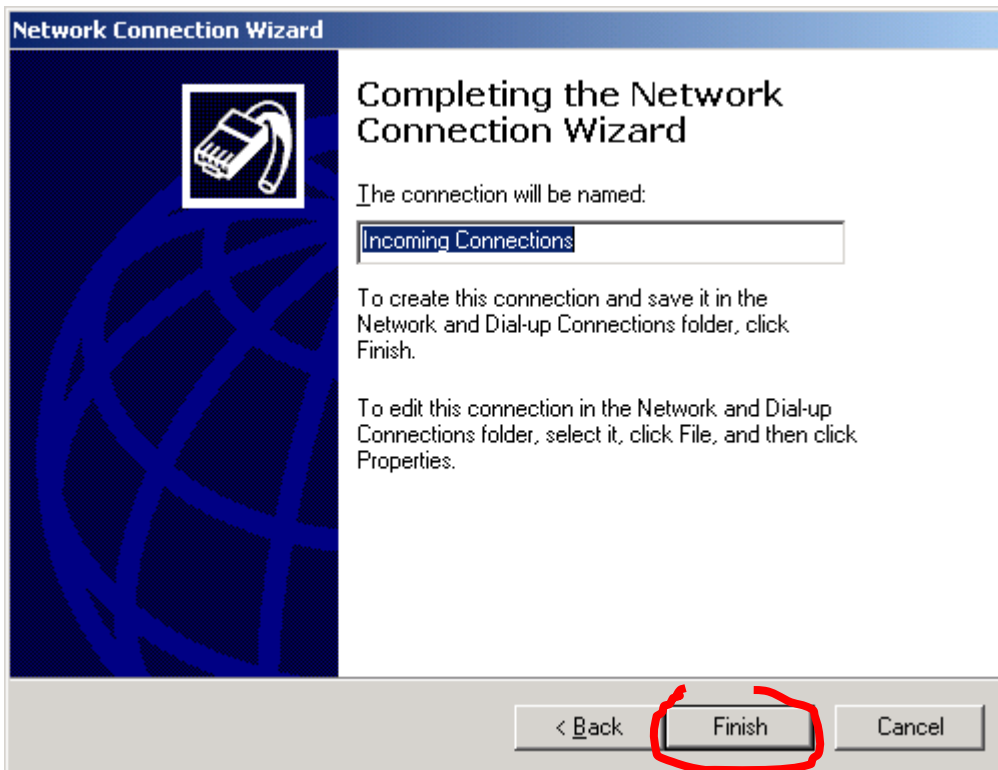 Network Connection Wizard
Completing the Network
Connection Wizard
The connection will be named:
Incoming Connections
To create this connection and save it in the
Network and Dial-up Connections folder, click
Finish.
To edit this connection in the Network and Dial-up
Connections folder, select it, click File, and then click
Properties.
< Back
Finish
Cancel